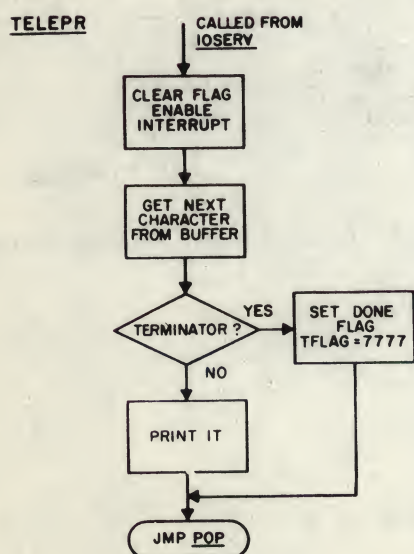 TELEPR
CALLED FROM
IOSERV
CLEAR FLAG
ENABLE
INTERRUPT
GET NEXT
CHARACTER
FROM BUFFER
TERMINATOR?
YES
SET DONE
FLAG
TFLAG=7777
NO
PRINT IT
JMP POP